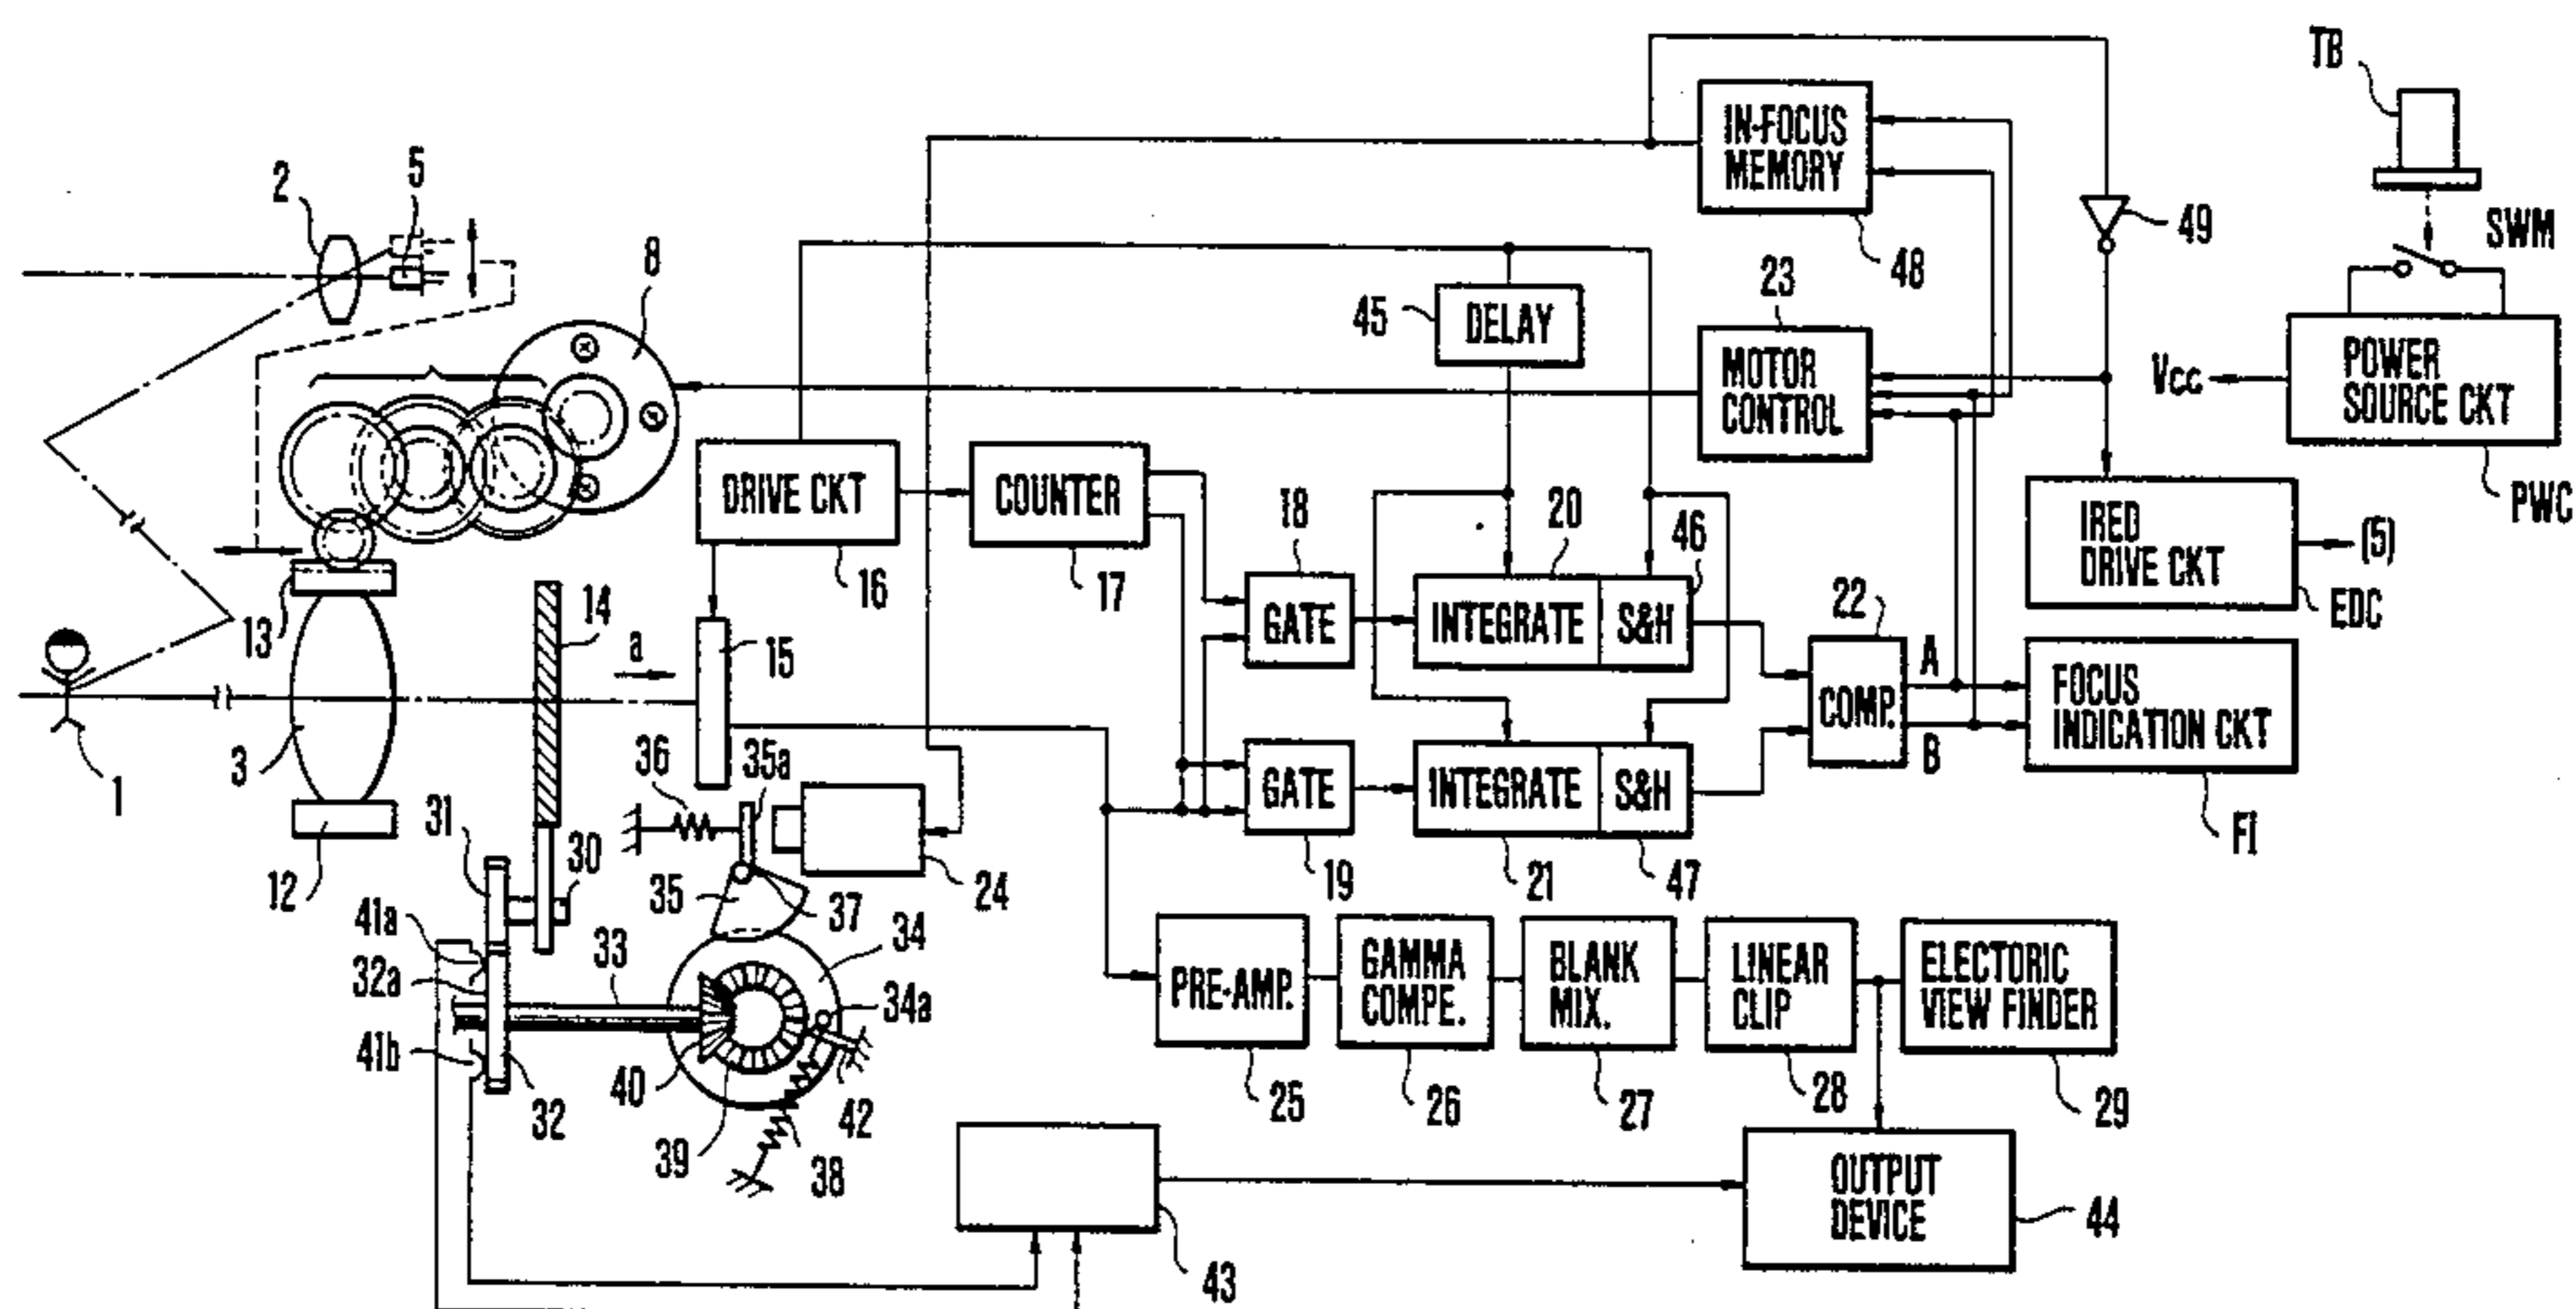 TB
2
5
8
IN-FOCUS
MEMORY
48
49
SWM
45
DELAY
23
MOTOR
CONTROL
Vcc
POWER
SOURCE CKT
PWC
DRIVE CKT
16
COUNTER
17
18
GATE
20
INTEGRATE
S&H
46
IRED
DRIVE CKT
(5)
EDC
13
14
a
15
22
COMP.
A
B
FOCUS
INDICATION CKT
FI
1
3
12
36
35a
24
GATE
19
INTEGRATE
21
S&H
47
31
30
35
37
34
34a
41a
32a
33
41b
32
40
39
38
42
PRE-AMP.
25
GAMMA
COMPE.
26
BLANK
MIX.
27
LINEAR
CLIP
28
ELECTORIC
VIEW FINDER
29
43
OUTPUT
DEVICE
44